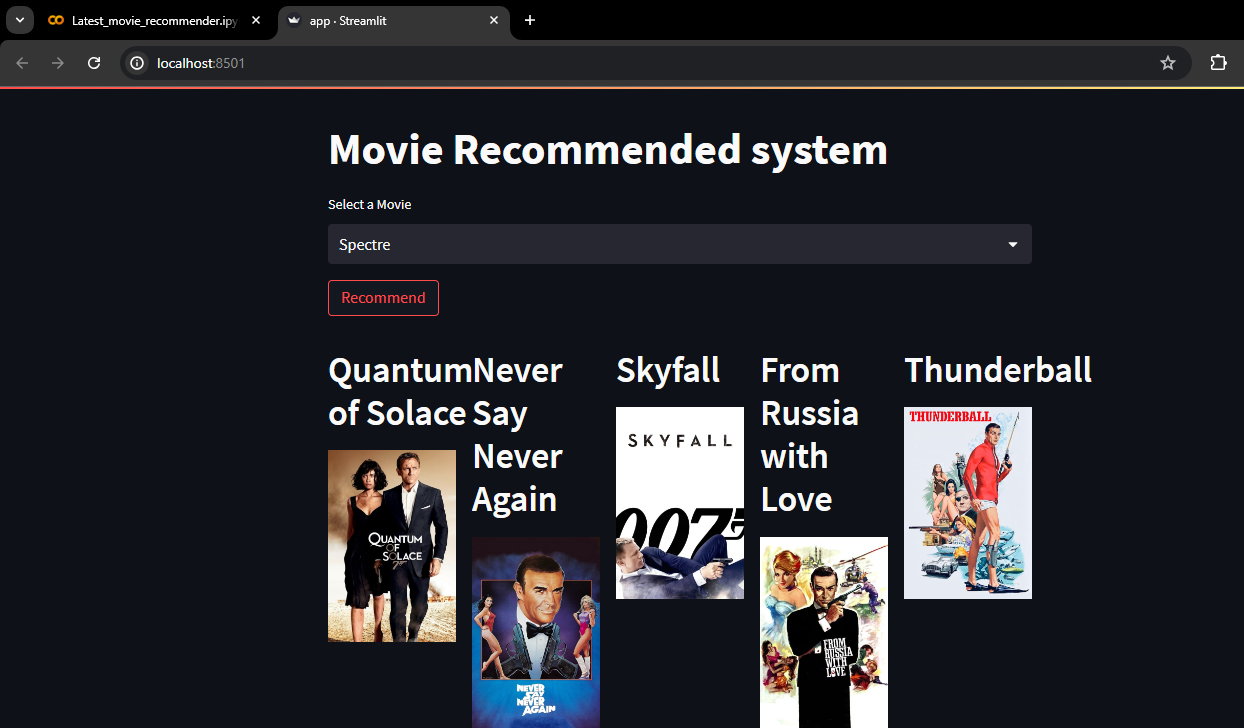 Latest_movie_recommender.ipy
app · Streamlit
localhost:8501
Movie Recommended system
Select a Movie
Spectre
Recommend
Quantum
of Solace
Never
Say
Never
Again
Skyfall
From
Russia
with
Love
Thunderball
QUANTUM
OF
SOLACE
007
NEVER
SAY
NEVER
AGAIN
SKYFALL
007
FROM
RUSSIA
WITH
LOVE
THUNDERBALL